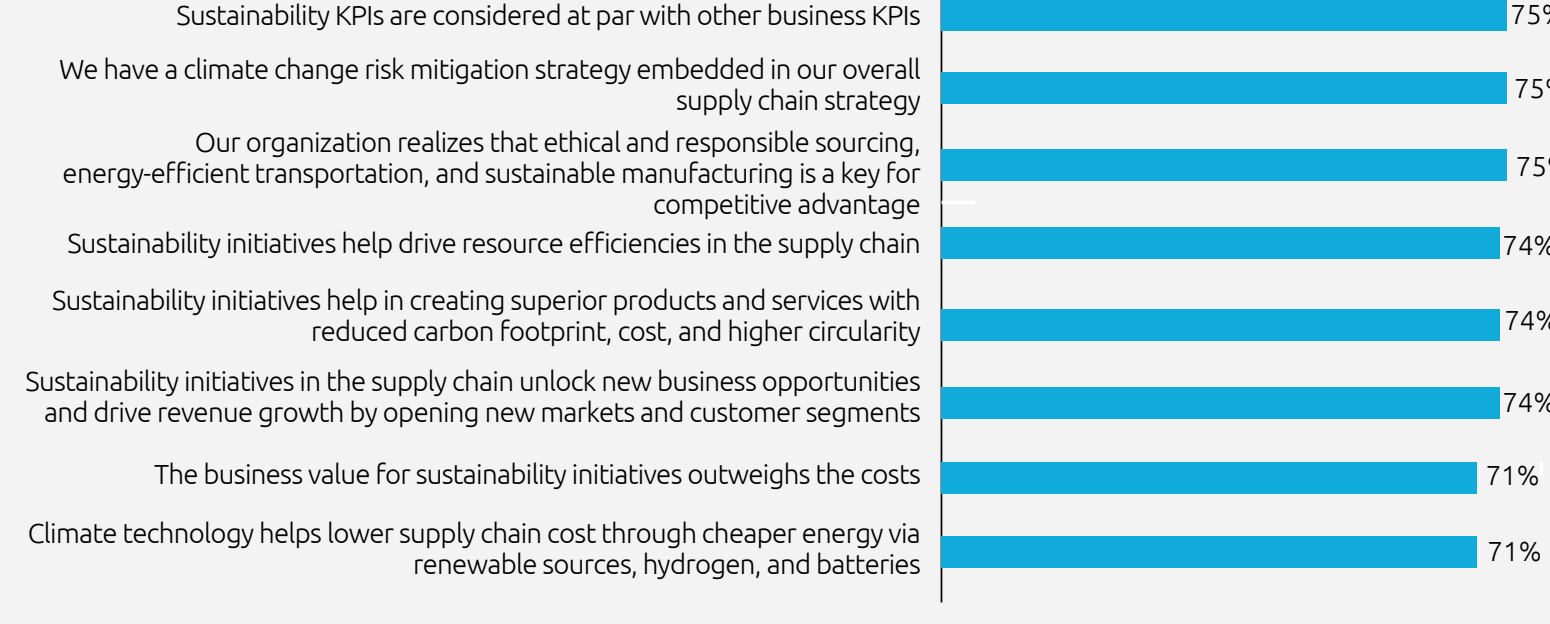 Sustainability KPIs are considered at par with other business KPIs 75%
We have a climate change risk mitigation strategy embedded in our overall
supply chain strategy 75%
Our organization realizes that ethical and responsible sourcing,
energy-efficient transportation, and sustainable manufacturing is a key for
competitive advantage 75%
Sustainability initiatives help drive resource efficiencies in the supply chain 74%
Sustainability initiatives help in creating superior products and services with
reduced carbon footprint, cost, and higher circularity 74%
Sustainability initiatives in the supply chain unlock new business opportunities
and drive revenue growth by opening new markets and customer segments 74%
The business value for sustainability initiatives outweighs the costs 71%
Climate technology helps lower supply chain cost through cheaper energy via
renewable sources, hydrogen, and batteries 71%